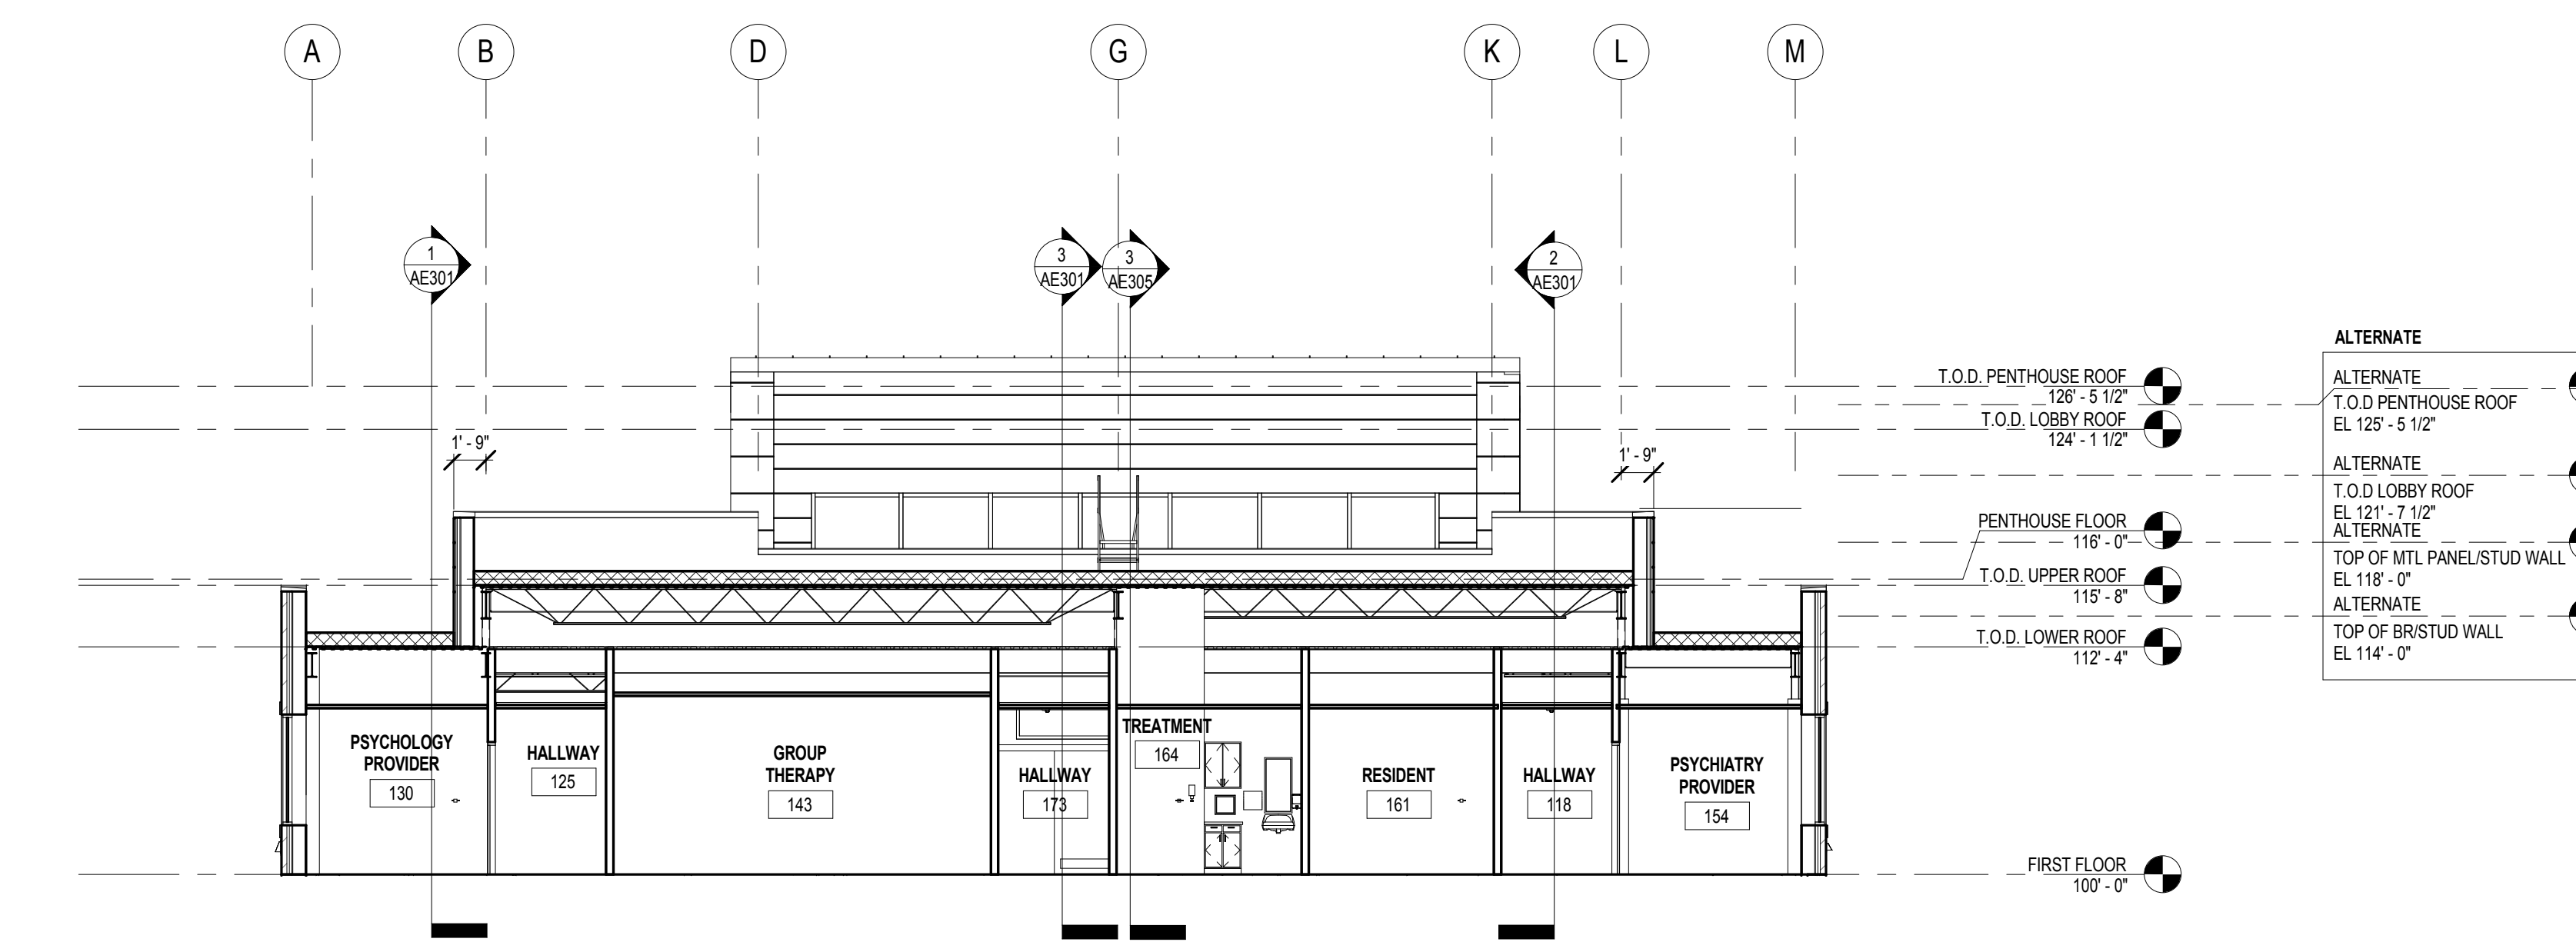 A
B
D
G
K
L
M
1
AE301
3
AE301
3
AE305
2
AE301
1' - 9"
1' - 9"
T.O.D. PENTHOUSE ROOF
126' - 5 1/2"
T.O.D. LOBBY ROOF
124' - 1 1/2"
PENTHOUSE FLOOR
116' - 0"
T.O.D. UPPER ROOF
115' - 8"
T.O.D. LOWER ROOF
112' - 4"
FIRST FLOOR
100' - 0"
ALTERNATE
ALTERNATE
T.O.D PENTHOUSE ROOF
EL 125' - 5 1/2"
ALTERNATE
T.O.D LOBBY ROOF
EL 121' - 7 1/2"
ALTERNATE
TOP OF MTL PANEL/STUD WALL
EL 118' - 0"
ALTERNATE
TOP OF BR/STUD WALL
EL 114' - 0"
PSYCHOLOGY
PROVIDER
130
HALLWAY
125
GROUP
THERAPY
143
HALLWAY
173
TREATMENT
164
RESIDENT
161
HALLWAY
118
PSYCHIATRY
PROVIDER
154